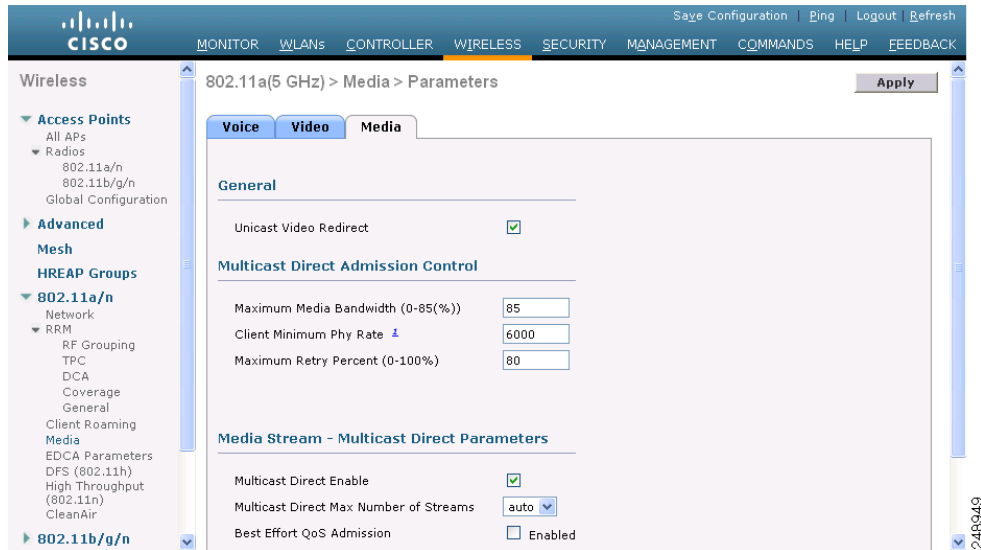 Save Configuration | Ping | Logout | Refresh
CISCO
MONITOR WLANs CONTROLLER WIRELESS SECURITY MANAGEMENT COMMANDS HELP FEEDBACK
Wireless
Access Points
All APs
Radios
802.11a/n
802.11b/g/n
Global Configuration
Advanced
Mesh
HREAP Groups
802.11a/n
Network
RRM
RF Grouping
TPC
DCA
Coverage
General
Client Roaming
Media
EDCA Parameters
DFS (802.11h)
High Throughput
(802.11n)
CleanAir
802.11b/g/n
802.11a(5 GHz) > Media > Parameters
Apply
Voice Video Media
General
Unicast Video Redirect
Multicast Direct Admission Control
Maximum Media Bandwidth (0-85(%)) 85
Client Minimum Phy Rate 1 6000
Maximum Retry Percent (0-100%) 80
Media Stream - Multicast Direct Parameters
Multicast Direct Enable
Multicast Direct Max Number of Streams auto
Best Effort QoS Admission Enabled
248949